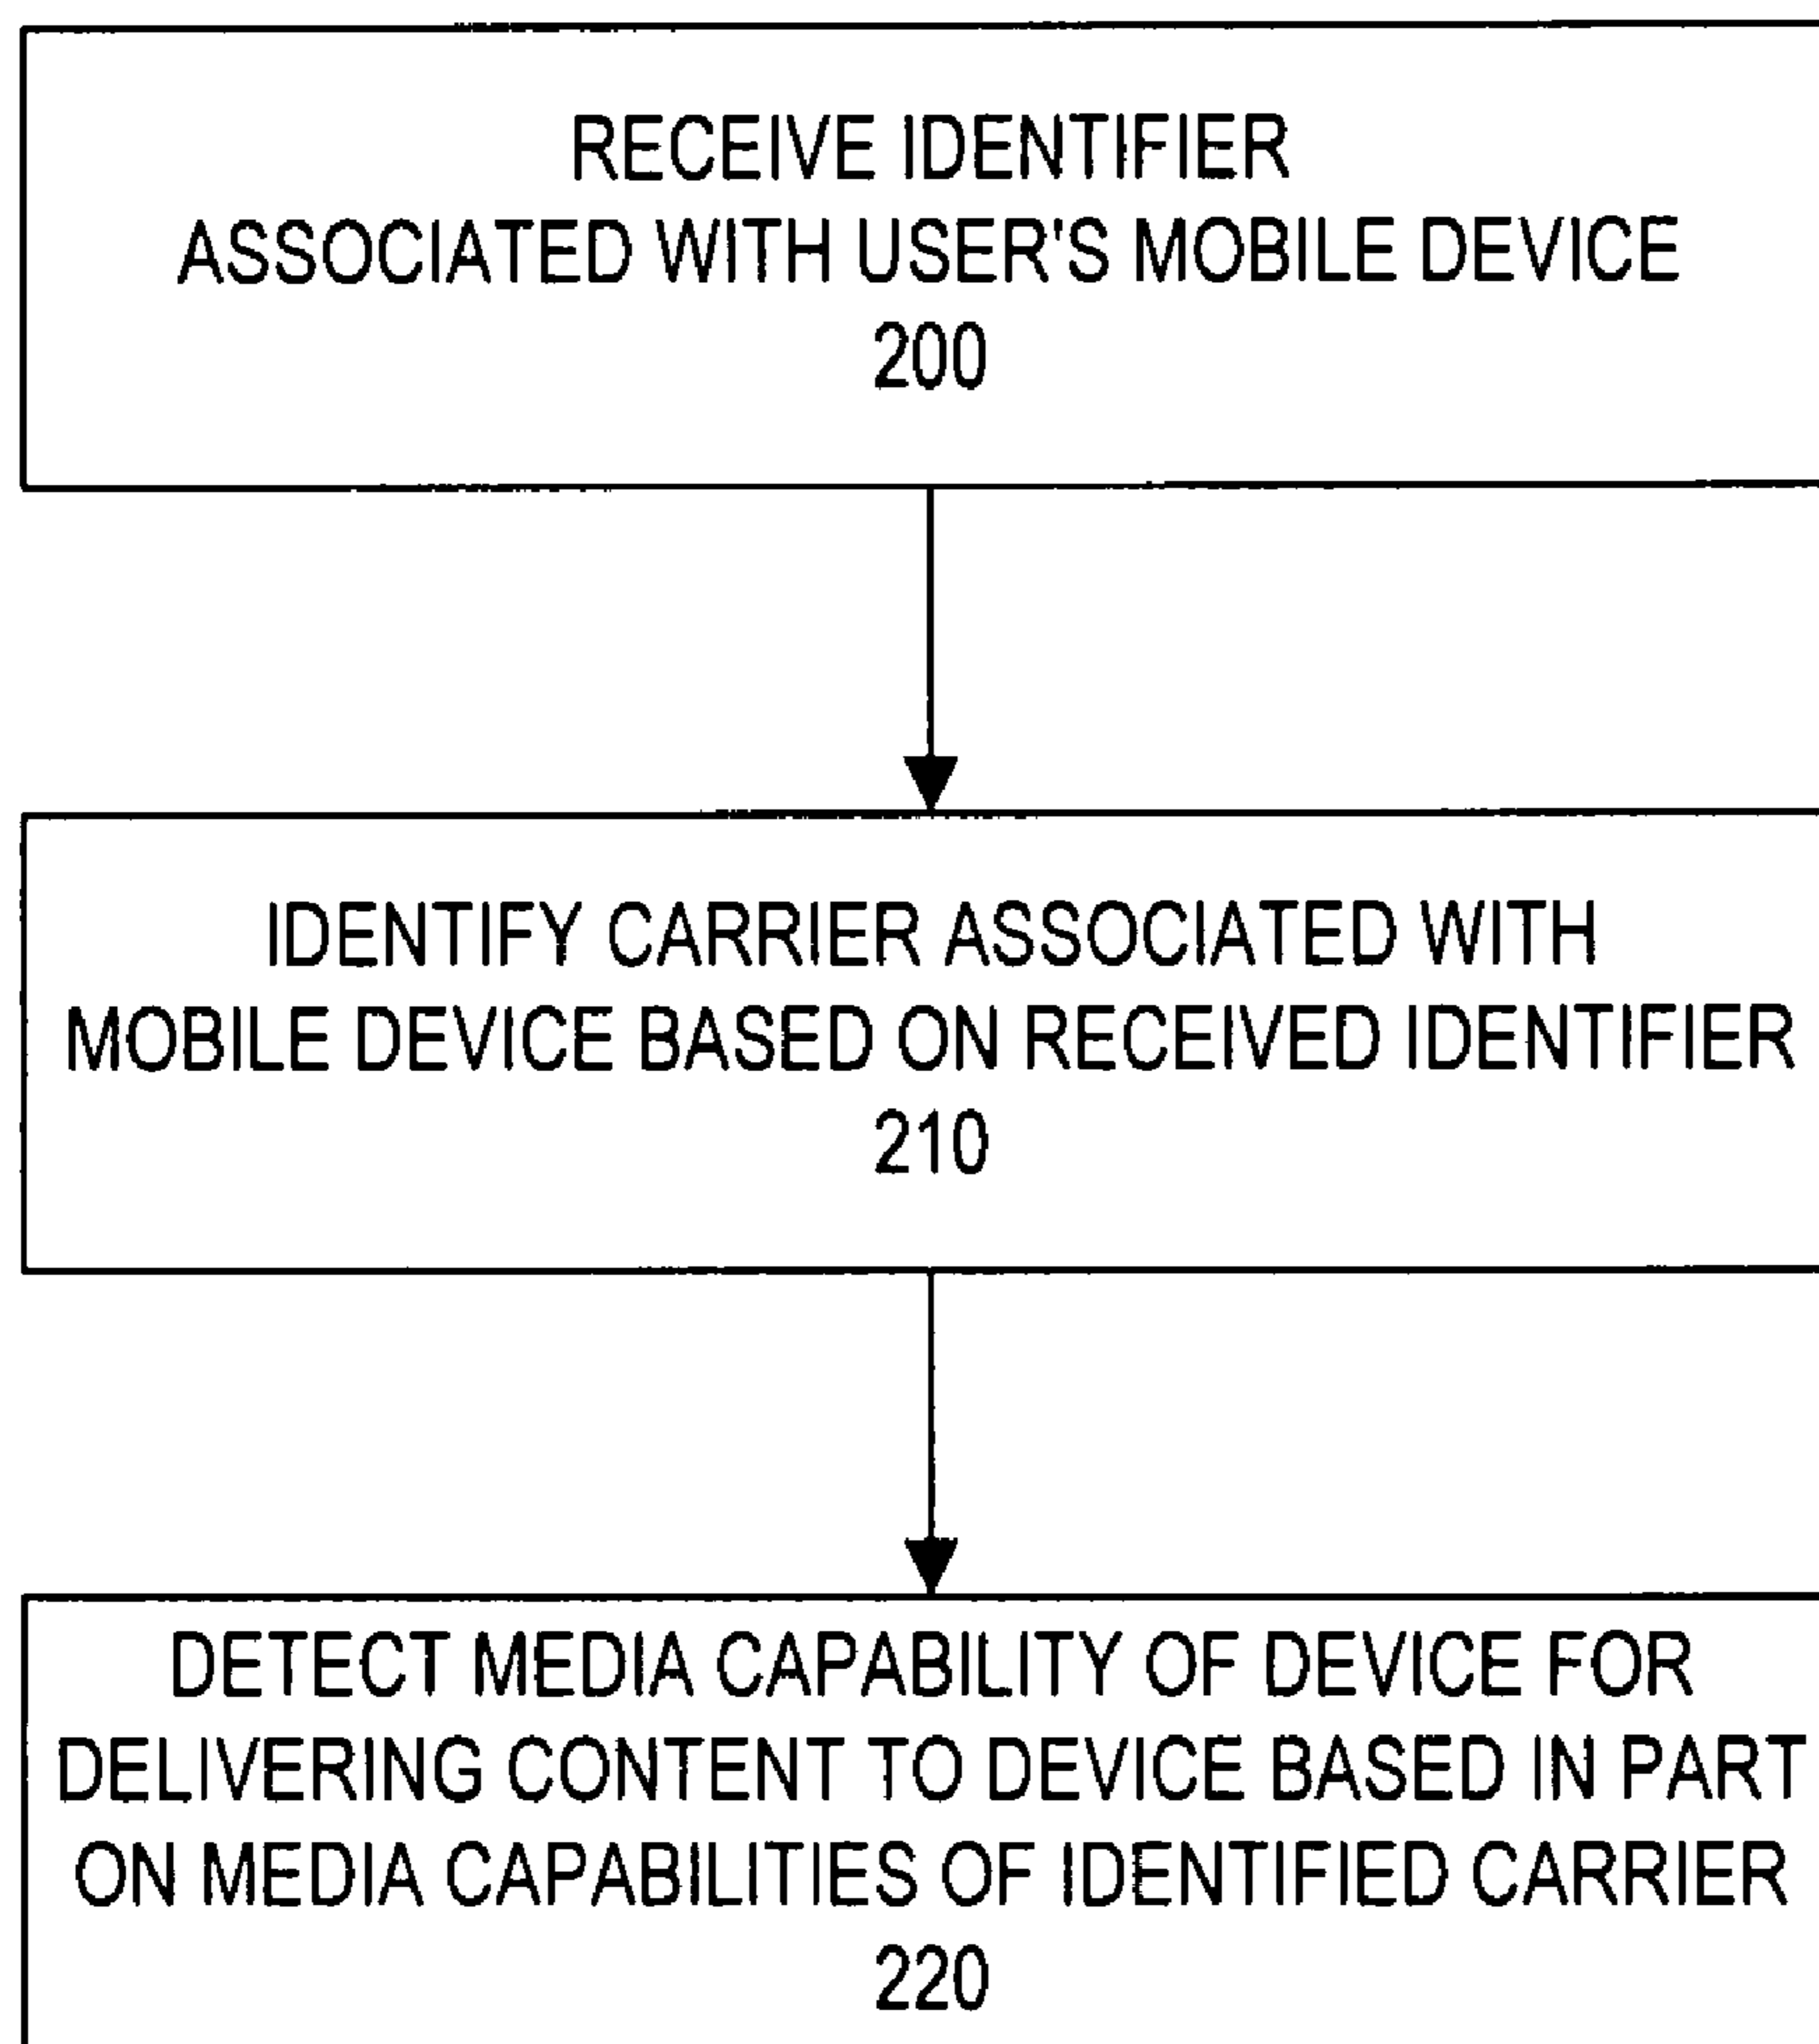 RECEIVE IDENTIFIER
ASSOCIATED WITH USER'S MOBILE DEVICE
200
IDENTIFY CARRIER ASSOCIATED WITH
MOBILE DEVICE BASED ON RECEIVED IDENTIFIER
210
DETECT MEDIA CAPABILITY OF DEVICE FOR
DELIVERING CONTENT TO DEVICE BASED IN PART
ON MEDIA CAPABILITIES OF IDENTIFIED CARRIER
220